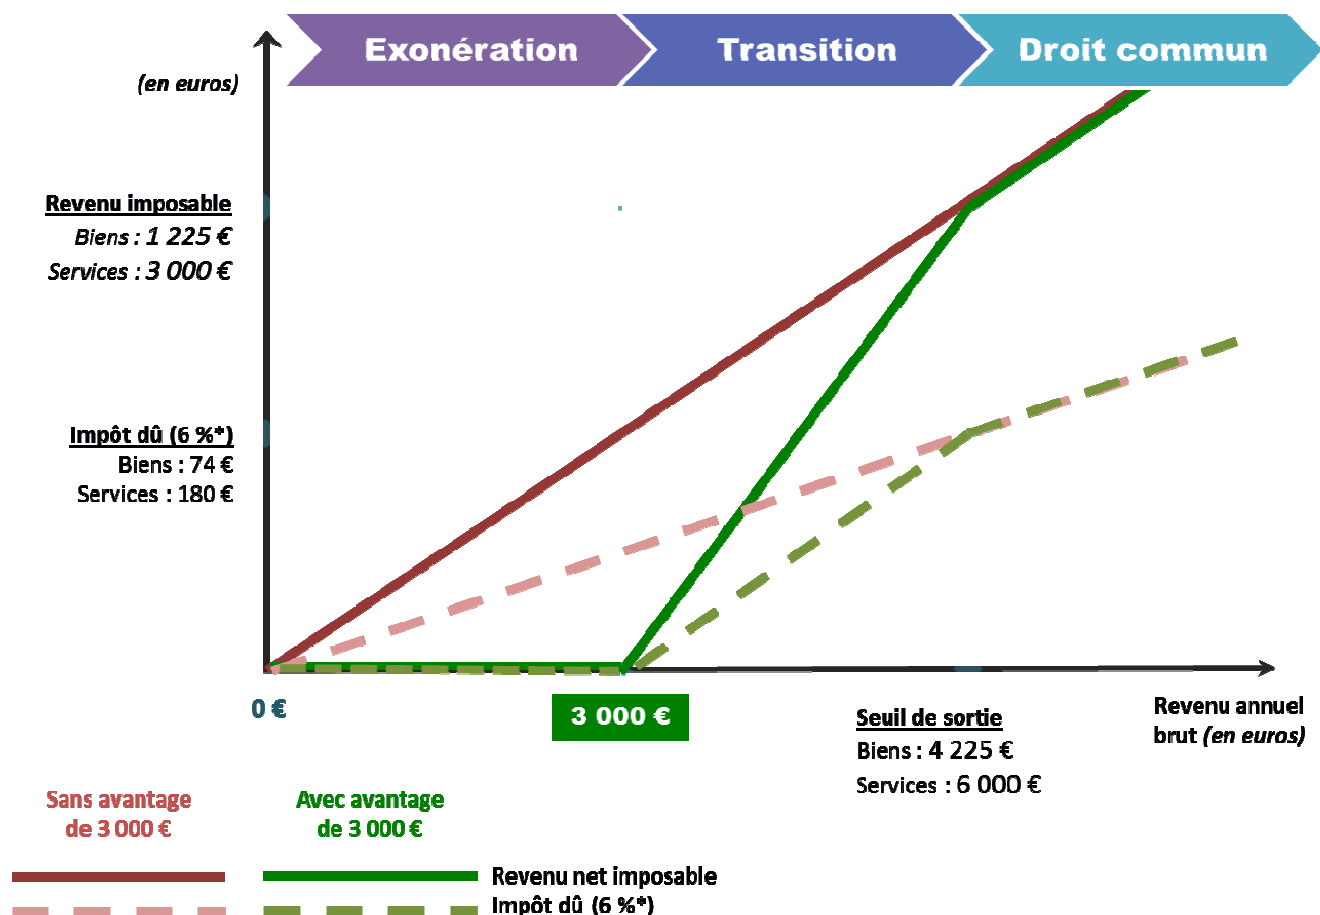 Exonération
Transition
Droit commun
(en euros)
Revenu imposable
Biens : 1 225 €
Services : 3 000 €
Impôt dû (6 %*)
Biens : 74 €
Services : 180 €
0 €
3 000 €
Seuil de sortie
Biens : 4 225 €
Services : 6 000 €
Revenu annuel
brut (en euros)
Sans avantage
de 3 000 €
Avec avantage
de 3 000 €
Revenu net imposable
Impôt dû (6 %*)